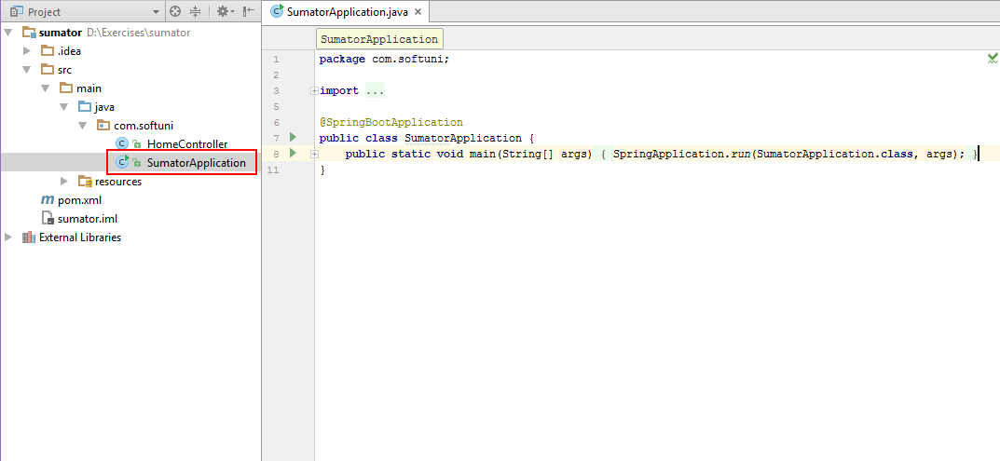 Project
sumator D:\Exercises\sumator
.idea
src
main
java
com.softuni
HomeController
SumatorApplication
resources
pom.xml
sumator.iml
External Libraries
SumatorApplication.java
SumatorApplication
1 package com.softuni;
2
3 import ...
5
6 @SpringBootApplication
7 public class SumatorApplication {
8 public static void main(String[] args) { SpringApplication.run(SumatorApplication.class, args); }
11 }